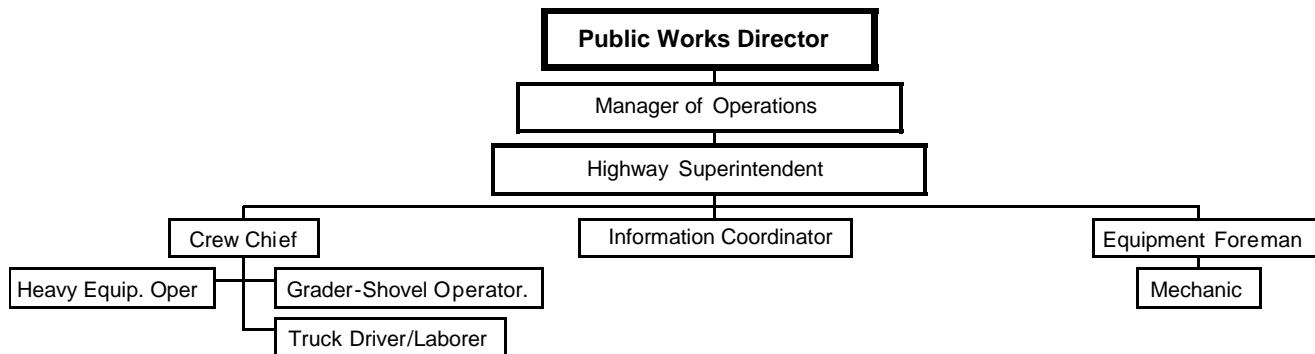 Public Works Director
Manager of Operations
Highway Superintendent
Crew Chief
Information Coordinator
Equipment Foreman
Heavy Equip. Oper
Grader-Shovel Operator.
Mechanic
Truck Driver/Laborer